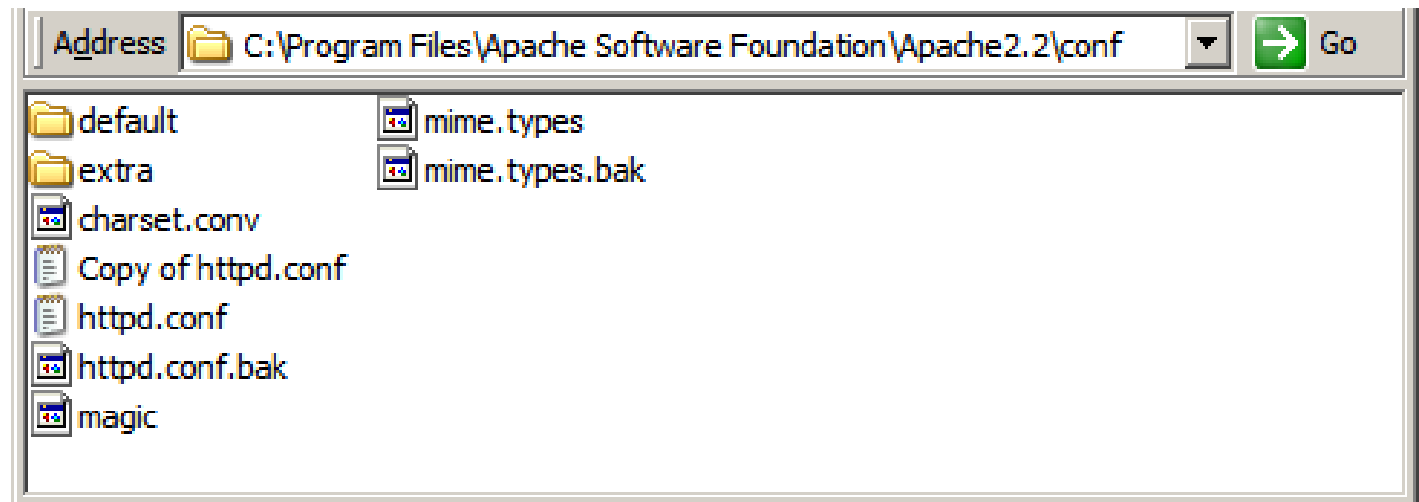 Address C:\Program Files\Apache Software Foundation\Apache2.2\conf Go
default
extra
charset.conv
Copy of httpd.conf
httpd.conf
httpd.conf.bak
magic
mime.types
mime.types.bak